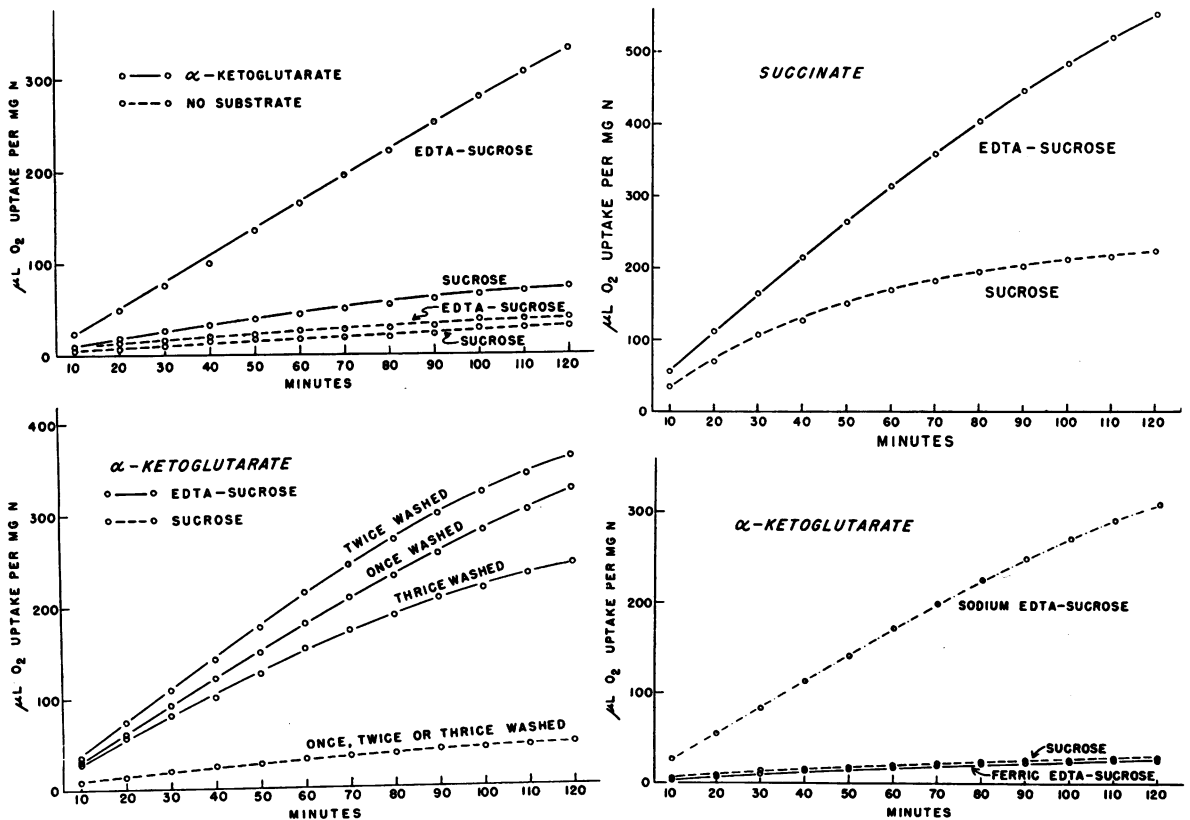 μL O₂ UPTAKE PER MG N
300
200
100
0
α-KETOGLUTARATE
NO SUBSTRATE
EDTA-SUCROSE
SUCROSE
EDTA-SUCROSE
SUCROSE
10 20 30 40 50 60 70 80 90 100 110 120
MINUTES
μL O₂ UPTAKE PER MG N
500
400
300
200
100
0
SUCCINATE
EDTA-SUCROSE
SUCROSE
10 20 30 40 50 60 70 80 90 100 110 120
MINUTES
μL O₂ UPTAKE PER MG N
400
300
200
100
0
α-KETOGLUTARATE
EDTA-SUCROSE
SUCROSE
TWICE WASHED
ONCE WASHED
THRICE WASHED
ONCE, TWICE OR THRICE WASHED
10 20 30 40 50 60 70 80 90 100 110 120
MINUTES
μL O₂ UPTAKE PER MG N
300
200
100
0
α-KETOGLUTARATE
SODIUM EDTA-SUCROSE
SUCROSE
FERRIC EDTA-SUCROSE
10 20 30 40 50 60 70 80 90 100 110 120
MINUTES